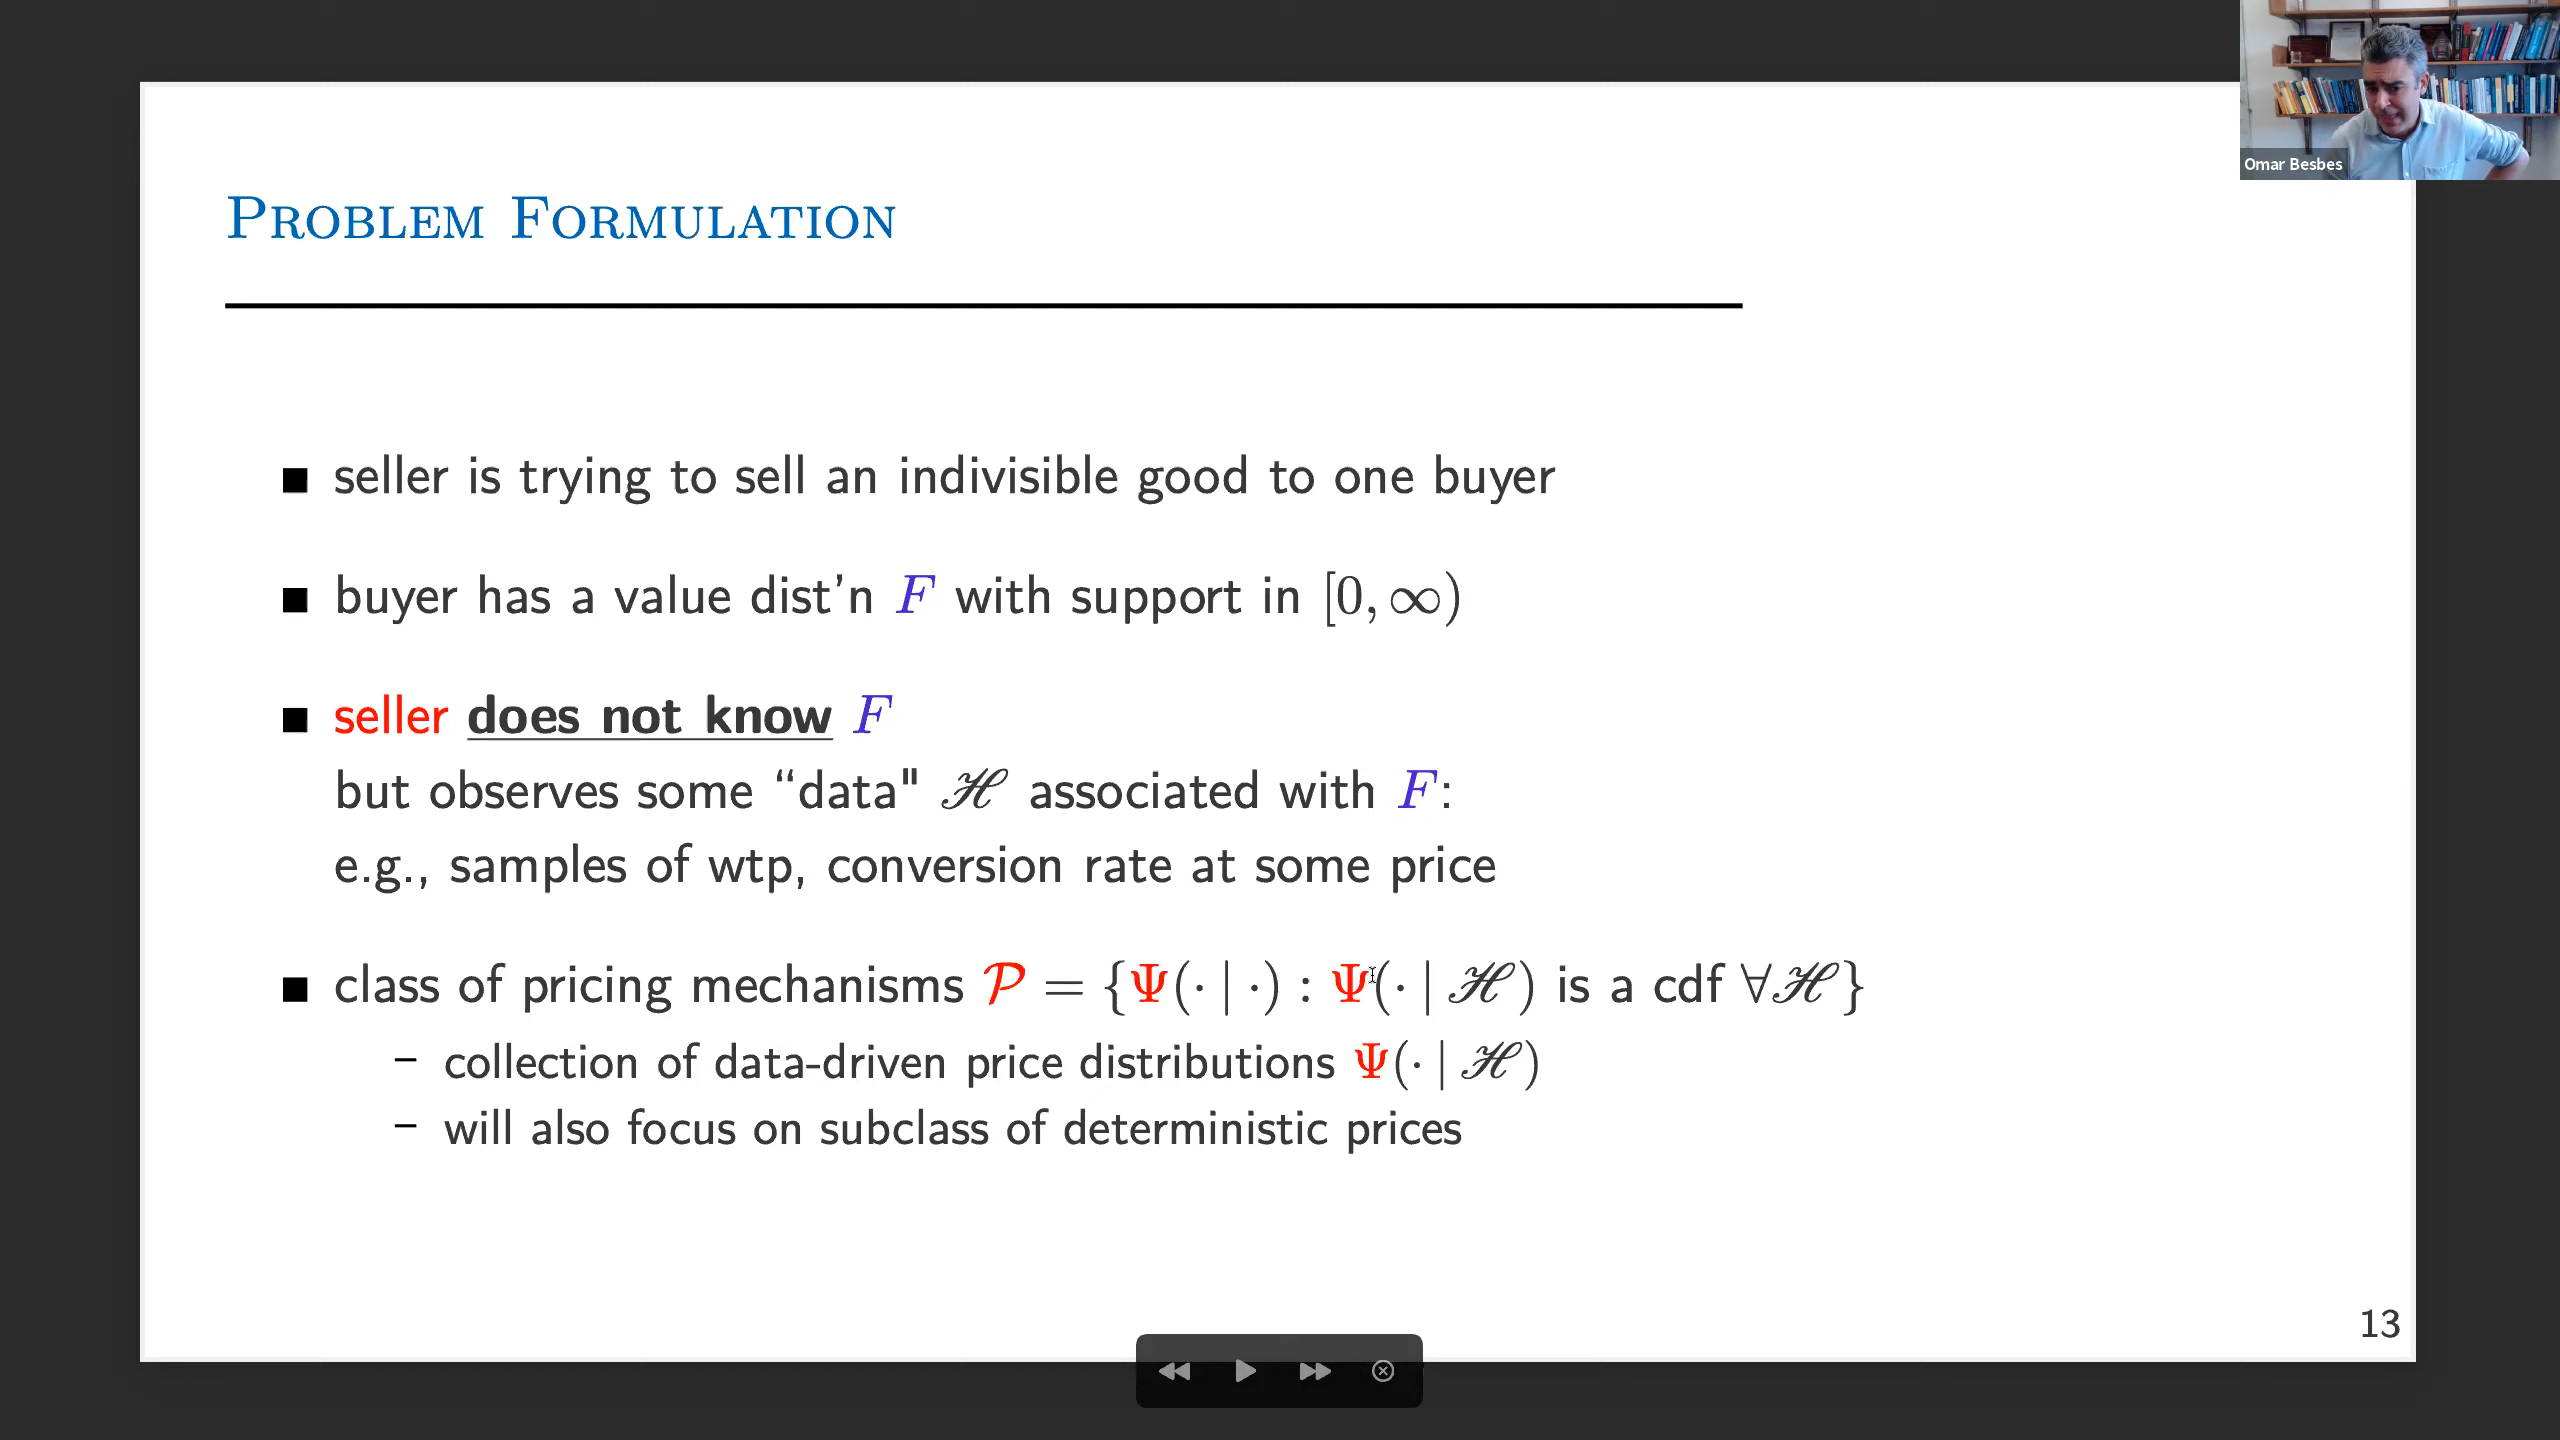 Omar Besbes
Problem Formulation
■ seller is trying to sell an indivisible good to one buyer
■ buyer has a value dist'n F with support in [0, ∞)
■ seller does not know F
but observes some “data" ℋ associated with F:
e.g., samples of wtp, conversion rate at some price
■ class of pricing mechanisms 𝒫 = {Ψ(· | ·) : Ψ(· | ℋ) is a cdf ∀ℋ}
– collection of data-driven price distributions Ψ(· | ℋ)
– will also focus on subclass of deterministic prices
13